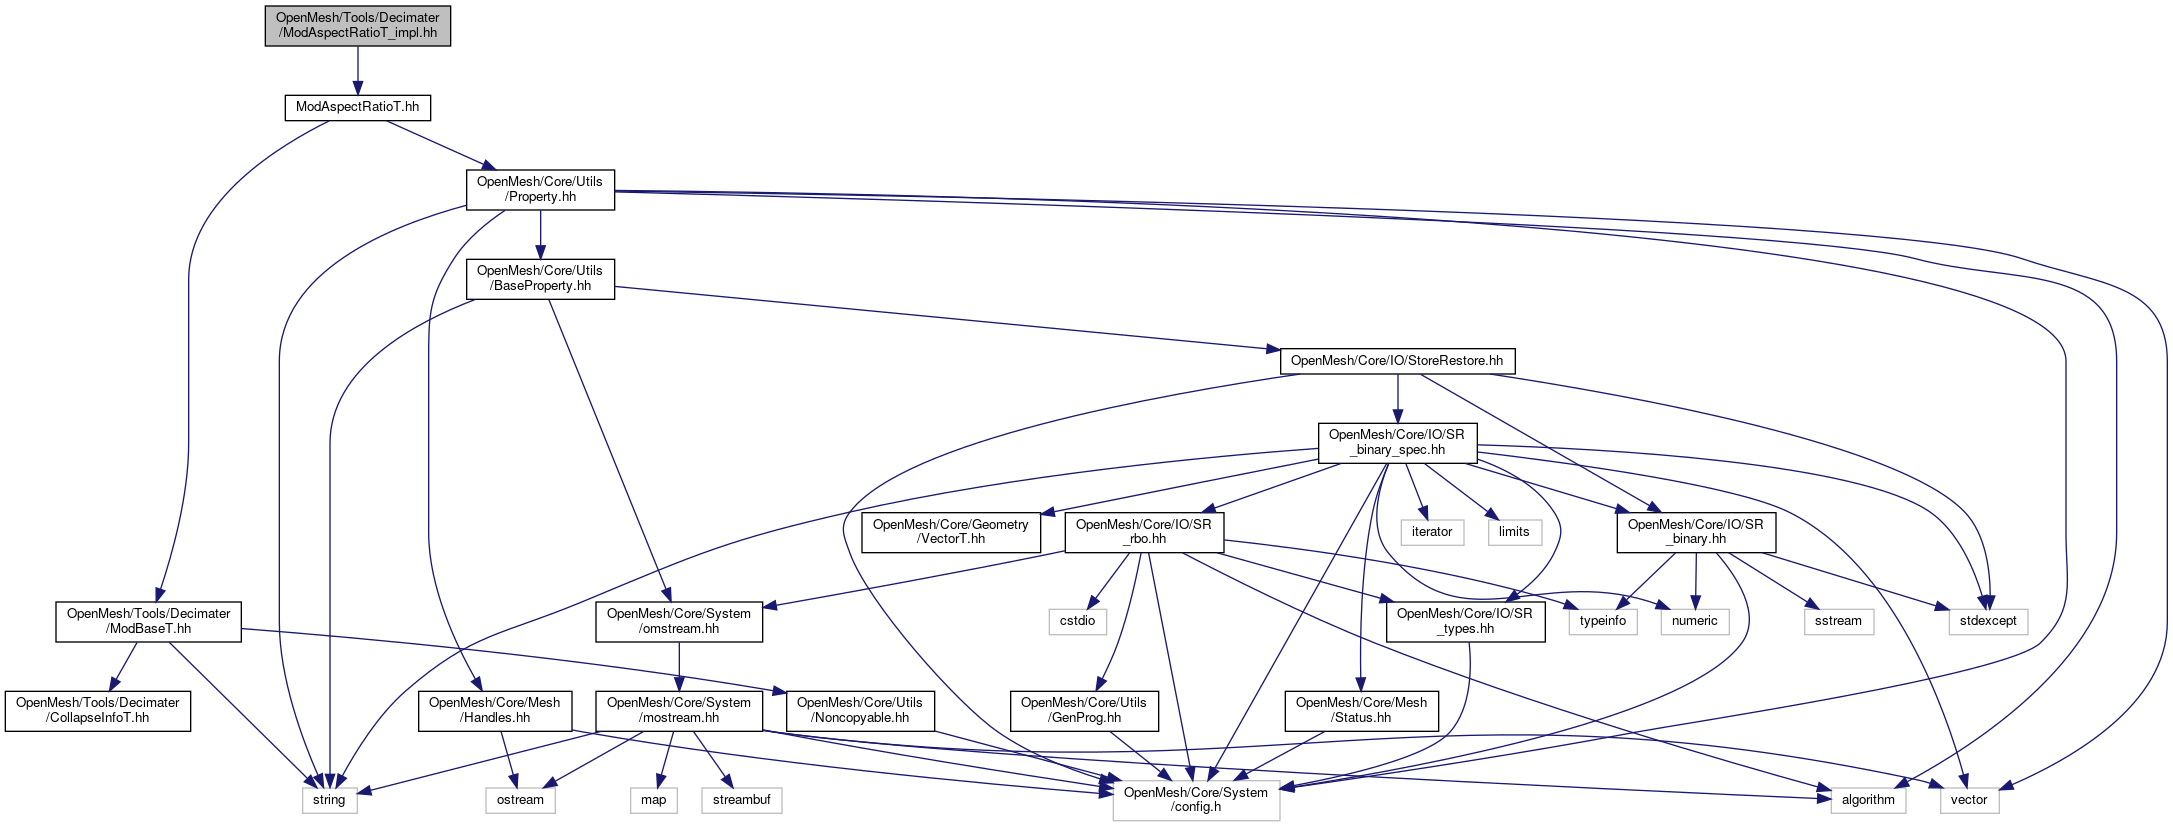 OpenMesh/Tools/Decimater
/ModAspectRatioT_impl.hh
ModAspectRatioT.hh
OpenMesh/Core/Utils
/Property.hh
OpenMesh/Core/Utils
/BaseProperty.hh
OpenMesh/Core/IO/StoreRestore.hh
OpenMesh/Core/IO/SR
_binary_spec.hh
OpenMesh/Core/Geometry
/VectorT.hh
OpenMesh/Core/IO/SR
_rbo.hh
iterator
limits
OpenMesh/Core/IO/SR
_binary.hh
OpenMesh/Tools/Decimater
/ModBaseT.hh
OpenMesh/Core/System
/omstream.hh
cstdio
OpenMesh/Core/IO/SR
_types.hh
typeinfo
numeric
sstream
stdexcept
OpenMesh/Tools/Decimater
/CollapseInfoT.hh
OpenMesh/Core/Mesh
/Handles.hh
OpenMesh/Core/System
/mostream.hh
OpenMesh/Core/Utils
/Noncopyable.hh
OpenMesh/Core/Utils
/GenProg.hh
OpenMesh/Core/Mesh
/Status.hh
string
ostream
map
streambuf
OpenMesh/Core/System
/config.h
algorithm
vector